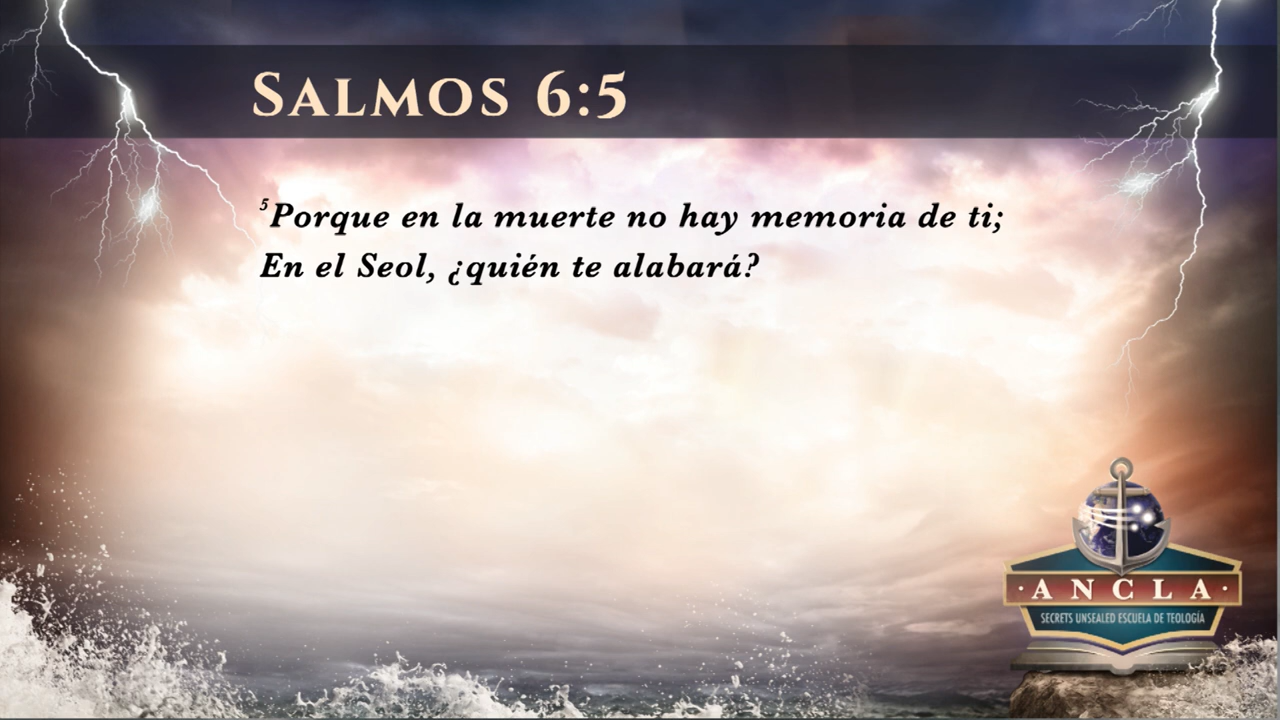 SALMOS 6:5
⁵Porque en la muerte no hay memoria de ti;
En el Seol, ¿quién te alabará?
·ANCLA·
SECRETS UNSEALED ESCUELA DE TEOLOGÍA